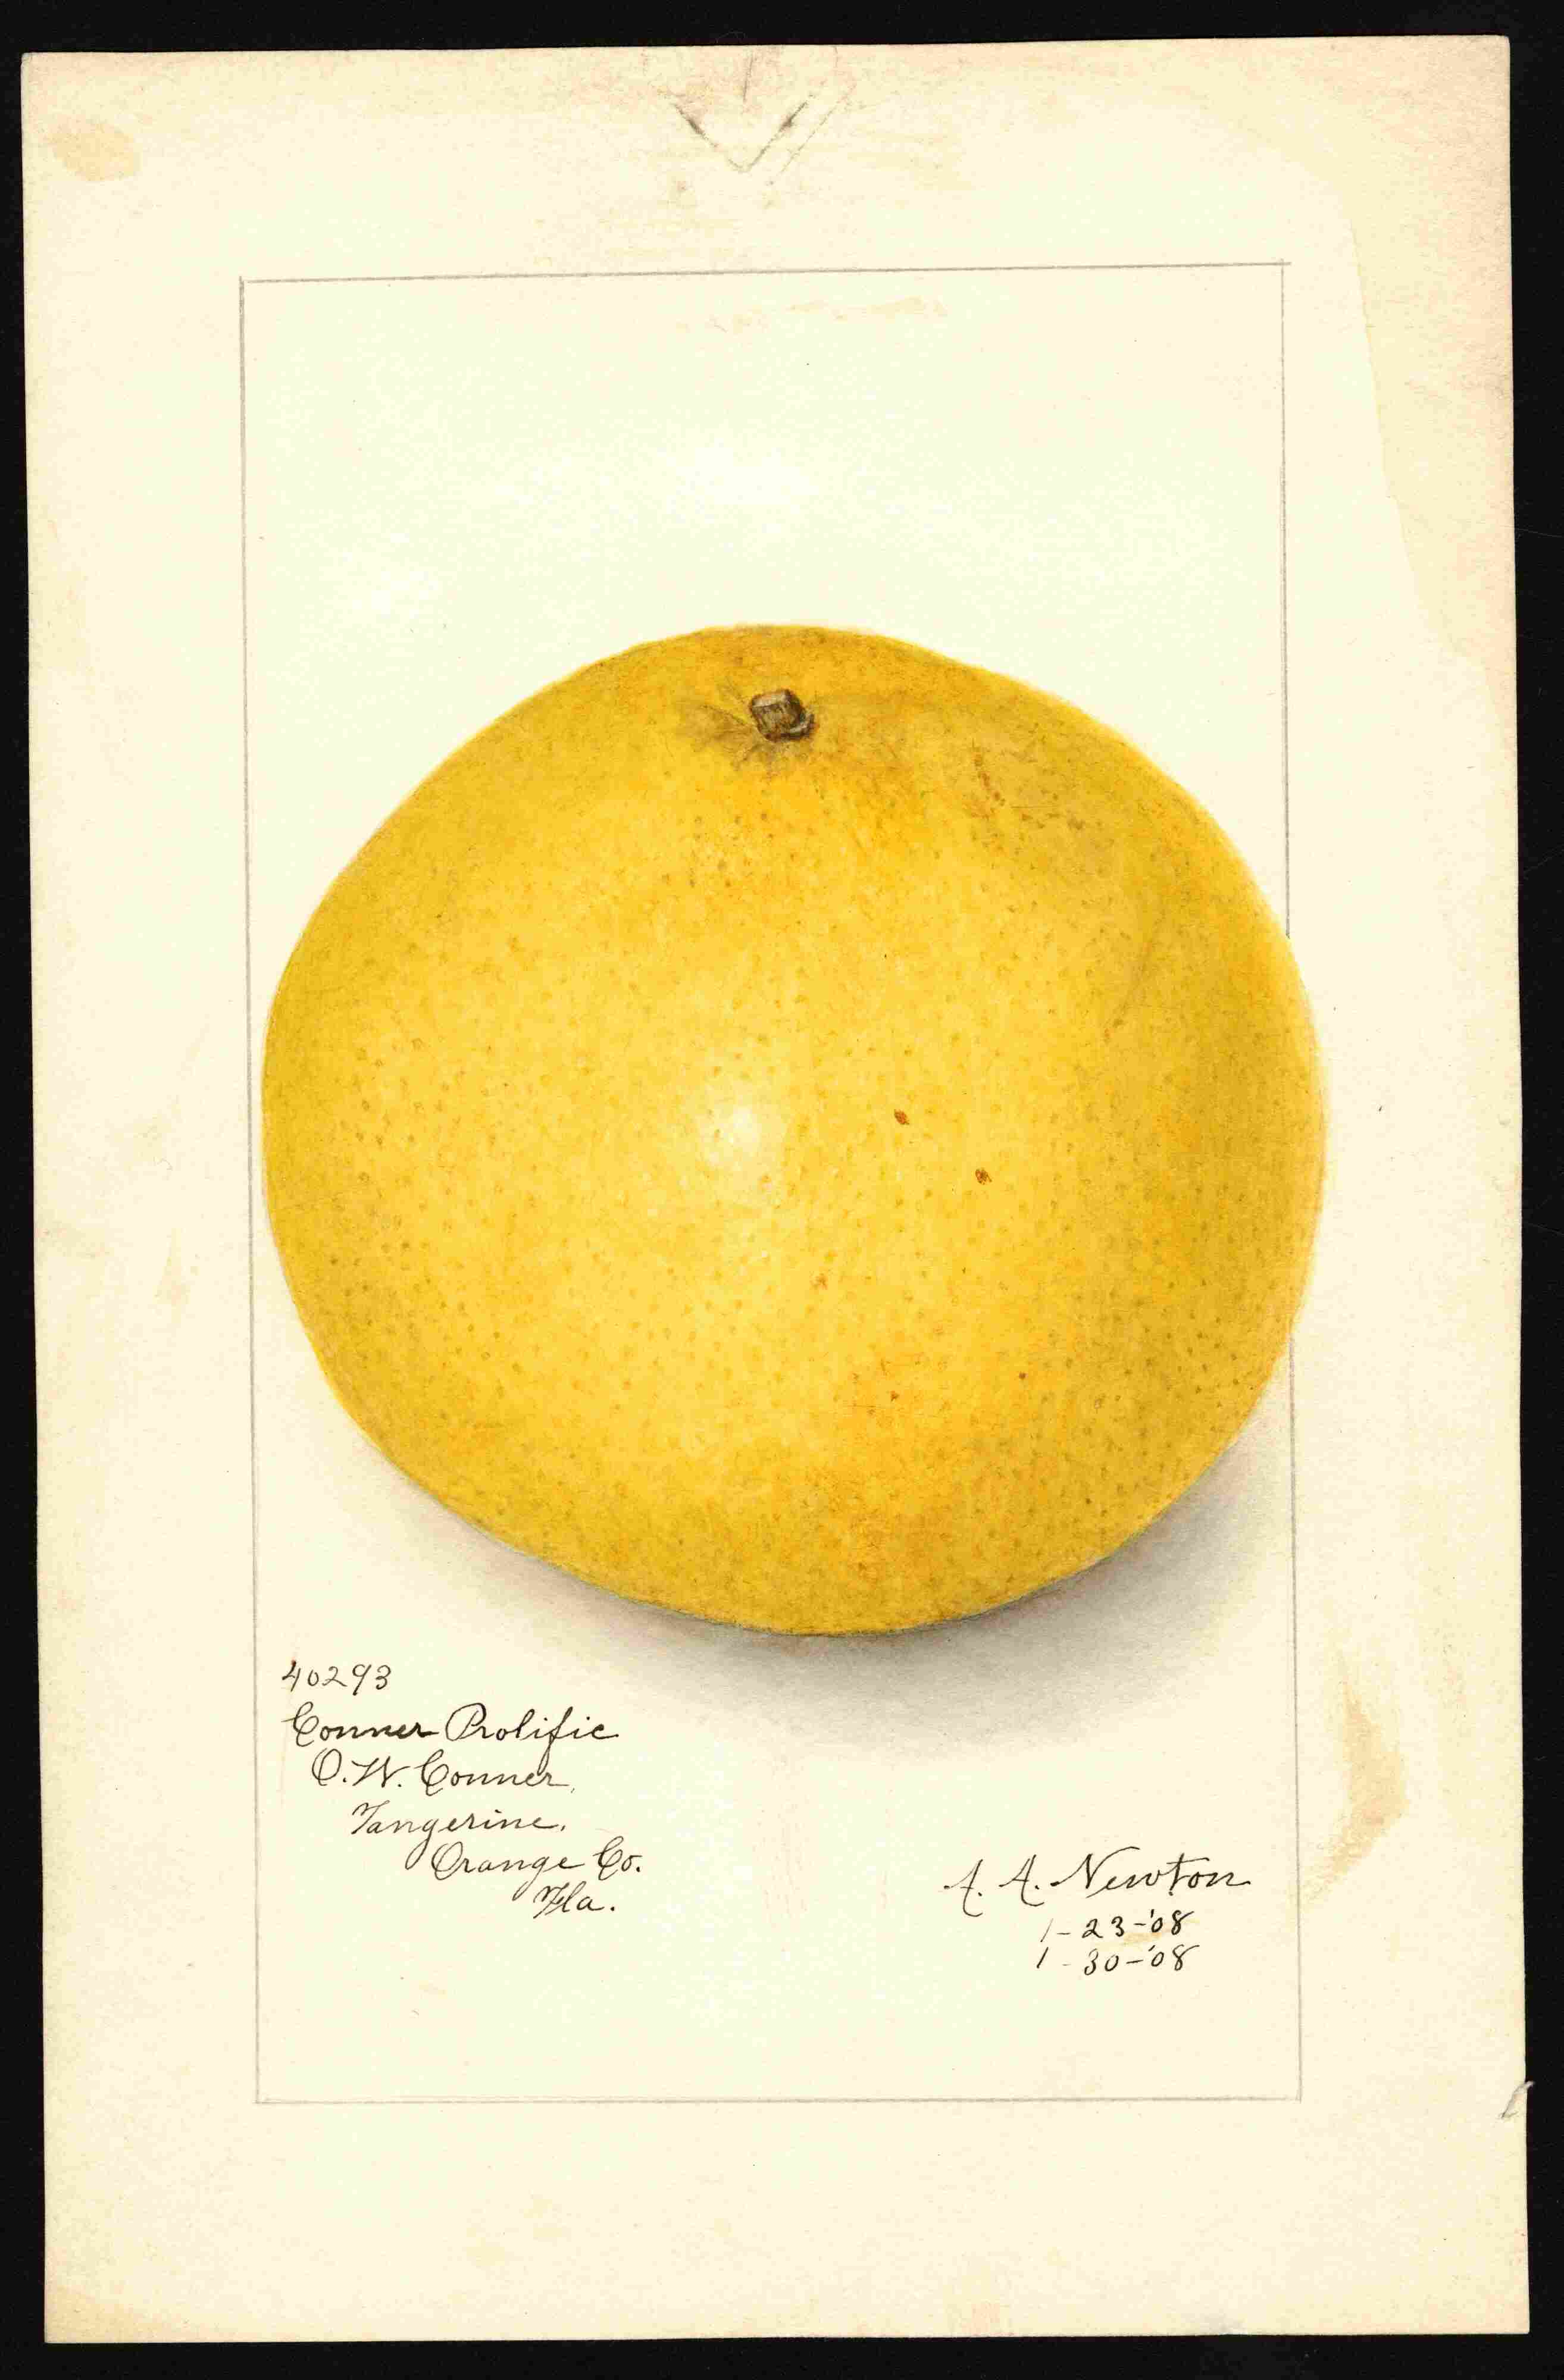 40293
Conner Prolific
O. W. Conner,
Tangerine.
Orange Co.
Fla.
A. A. Newton
1-23-'08
1-30-'08